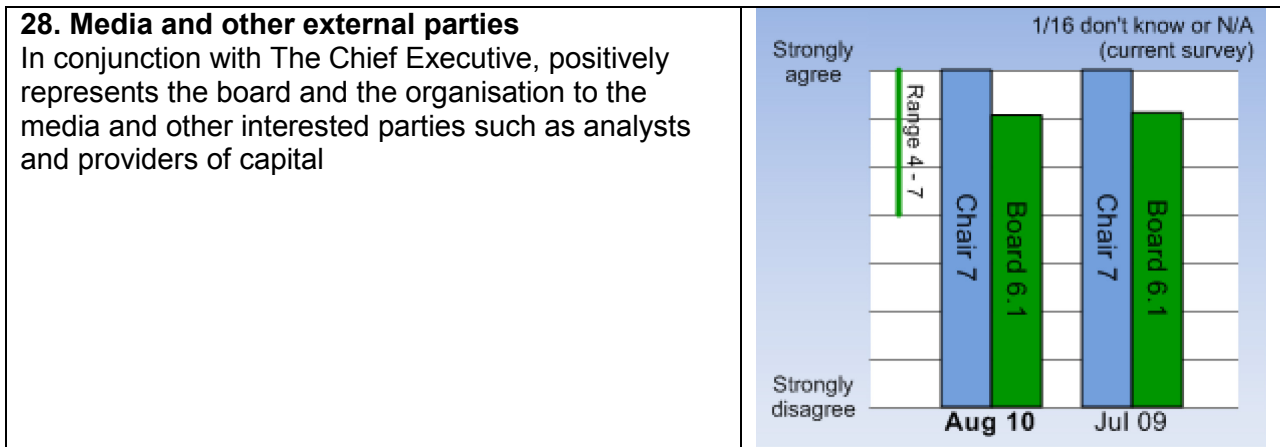 28. Media and other external parties
In conjunction with The Chief Executive, positively
represents the board and the organisation to the
media and other interested parties such as analysts
and providers of capital
1/16 don't know or N/A
(current survey)
Strongly
agree
Range 4 - 7
Chair 7
Board 6.1
Chair 7
Board 6.1
Strongly
disagree
Aug 10
Jul 09